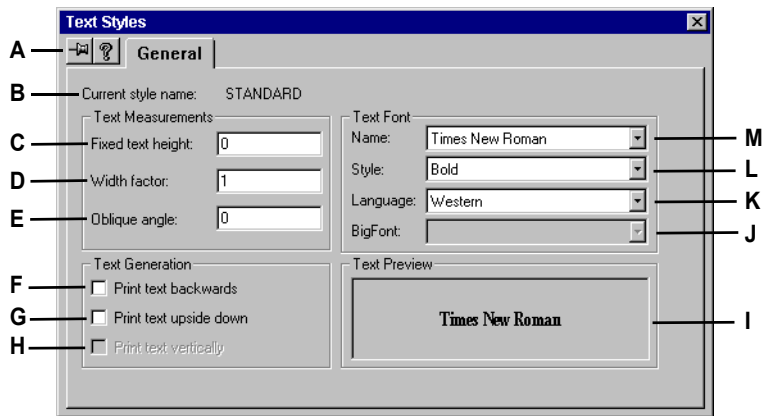 Text Styles
A
? General
B Current style name: STANDARD
Text Measurements
C Fixed text height: 0
D Width factor: 1
E Oblique angle: 0
Text Font
Name: Times New Roman M
Style: Bold L
Language: Western K
BigFont: J
Text Generation
F Print text backwards
G Print text upside down
H Print text vertically
Text Preview
Times New Roman I